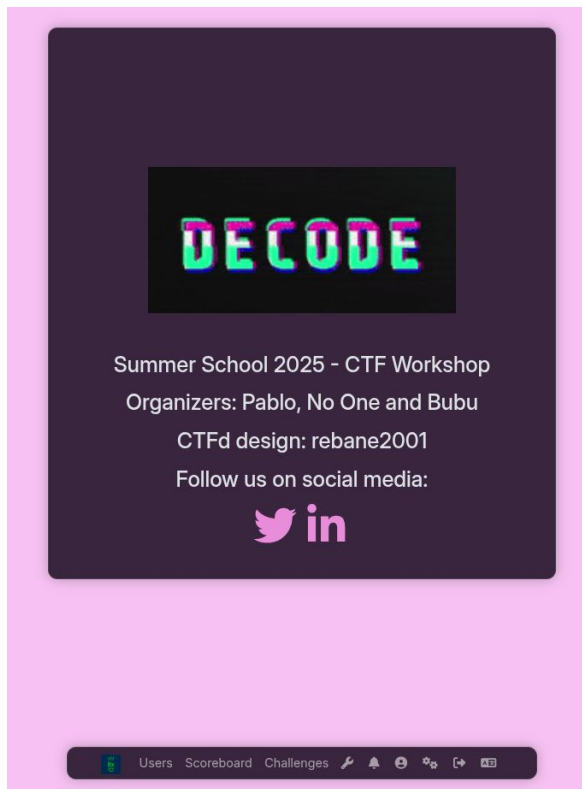 DECODE
Summer School 2025 - CTF Workshop
Organizers: Pablo, No One and Bubu
CTFd design: rebane2001
Follow us on social media:
in
Users Scoreboard Challenges